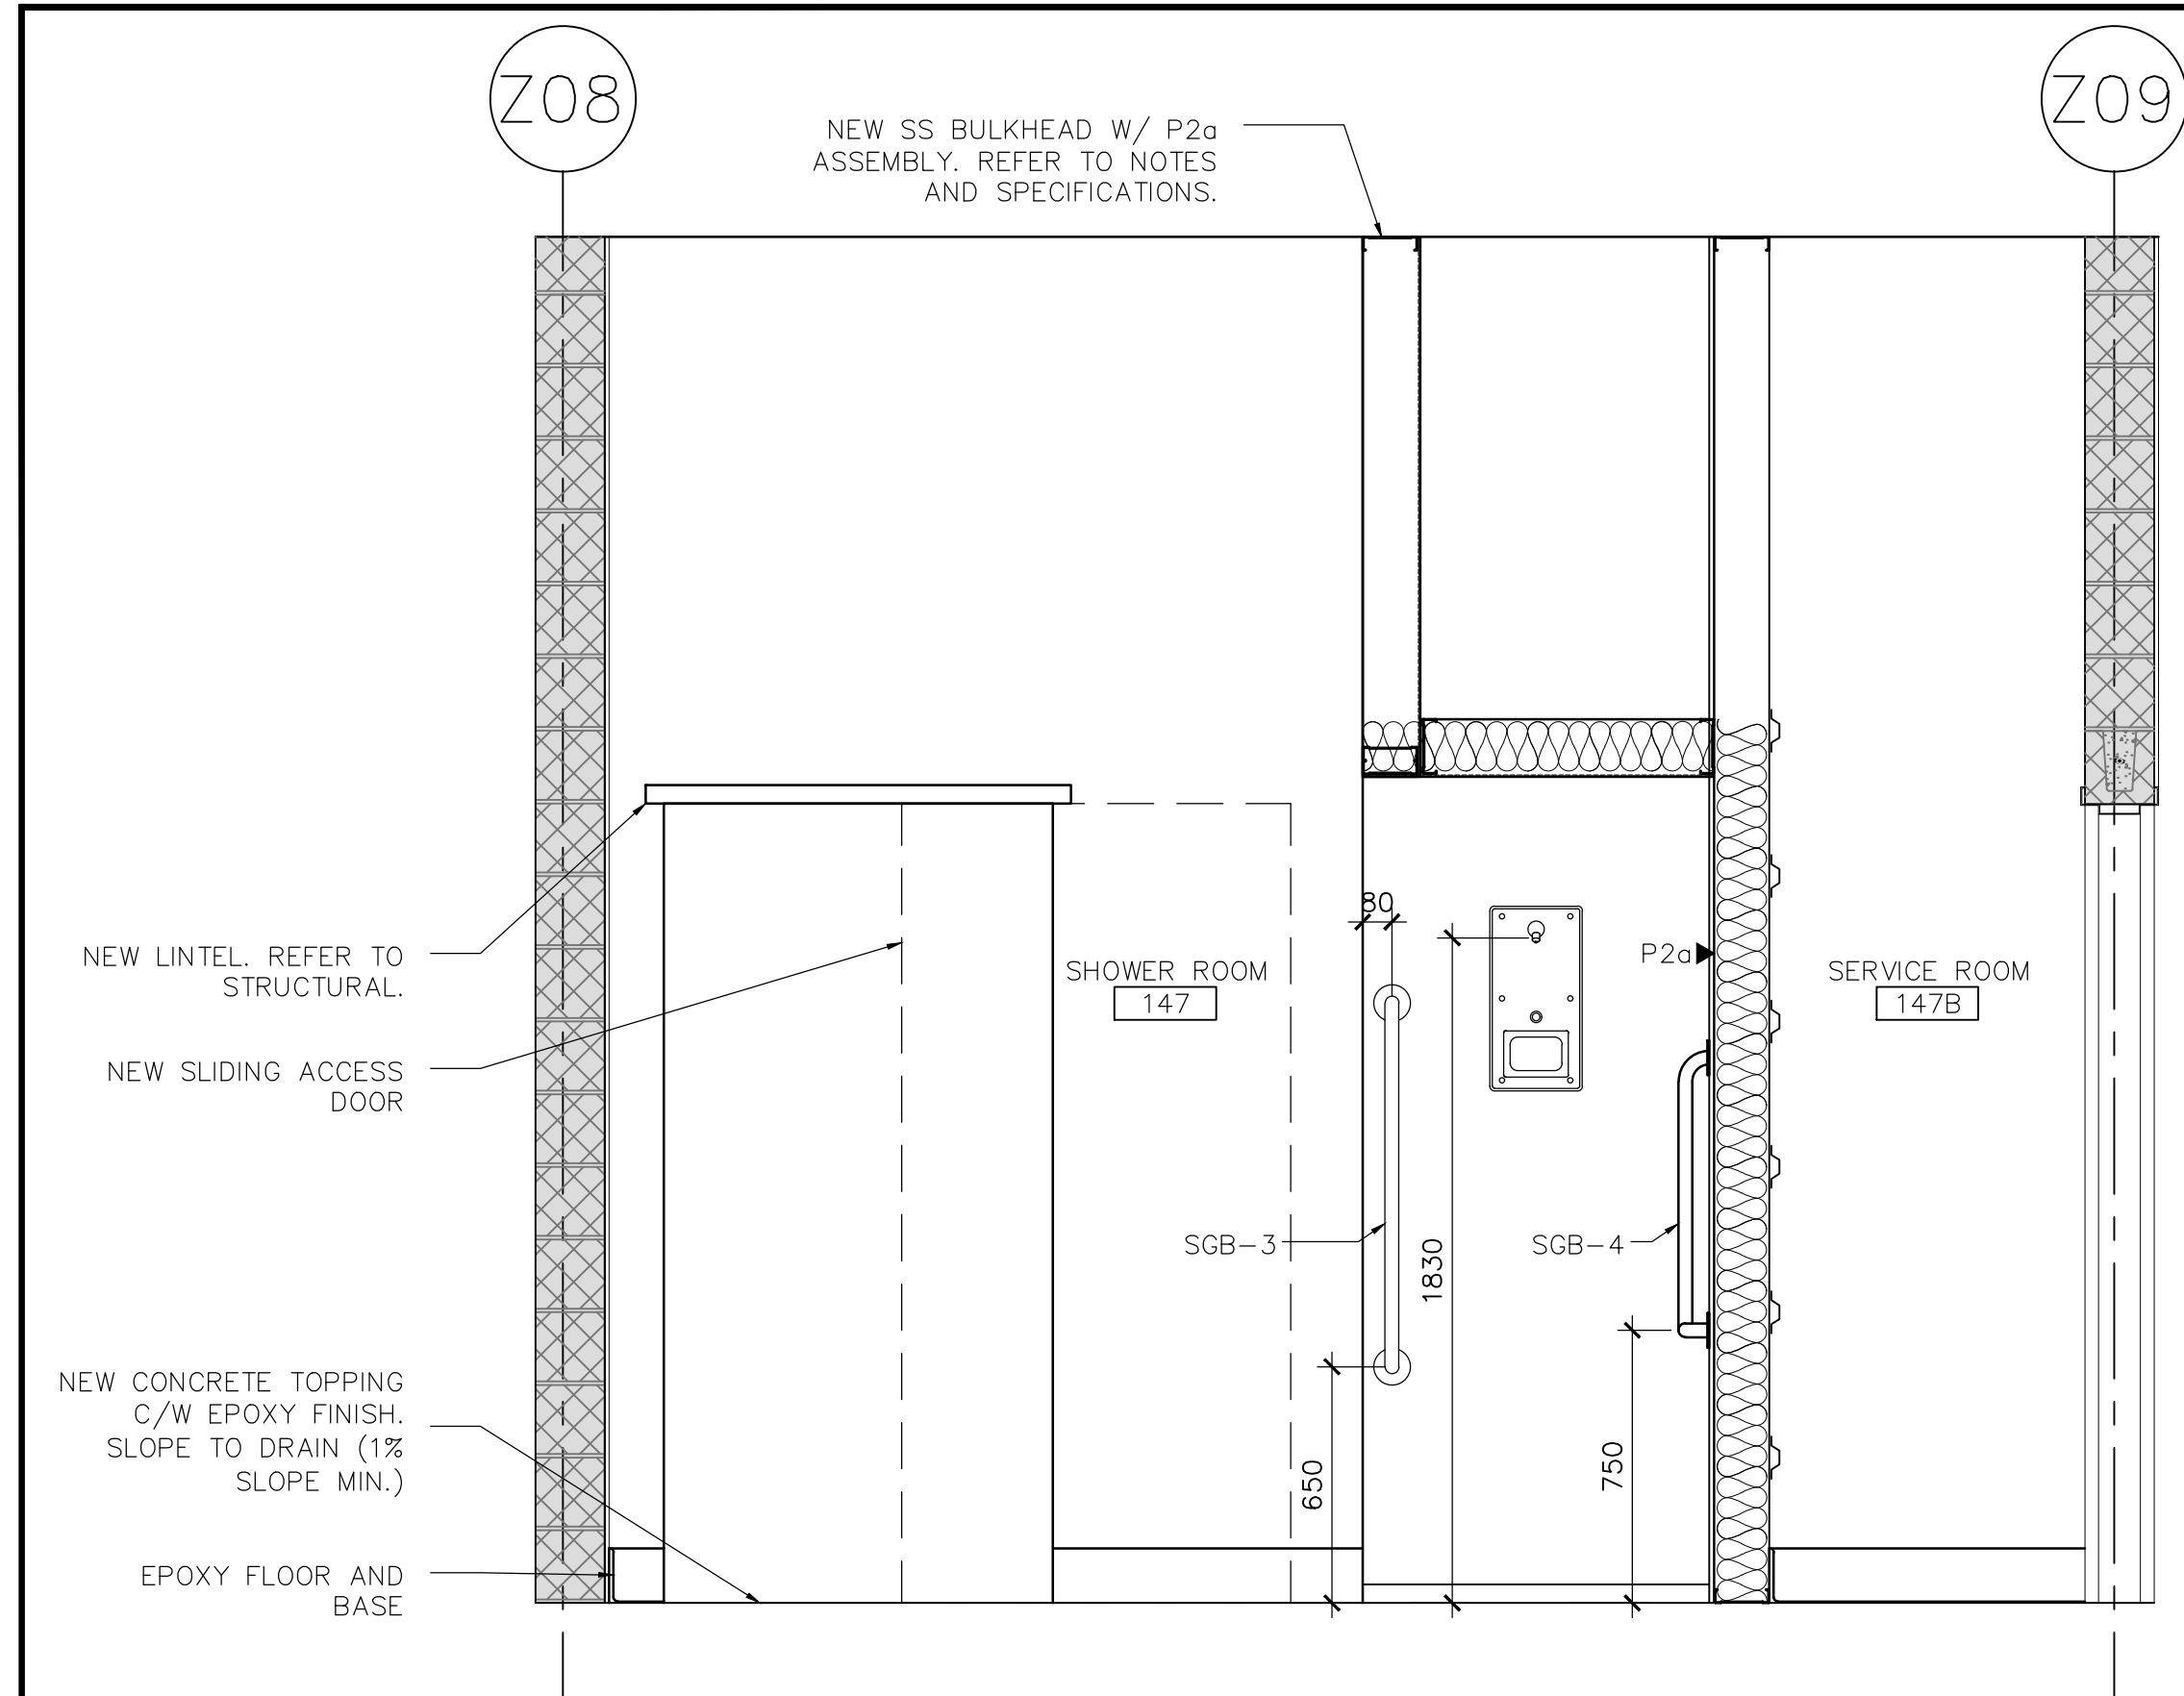 Z08
Z09
NEW SS BULKHEAD W/ P2a
ASSEMBLY. REFER TO NOTES
AND SPECIFICATIONS.
NEW LINTEL. REFER TO
STRUCTURAL.
NEW SLIDING ACCESS
DOOR
NEW CONCRETE TOPPING
C/W EPOXY FINISH.
SLOPE TO DRAIN (1%
SLOPE MIN.)
EPOXY FLOOR AND
BASE
SHOWER ROOM
147
80
P2a
SERVICE ROOM
147B
SGB-3
1830
SGB-4
650
750